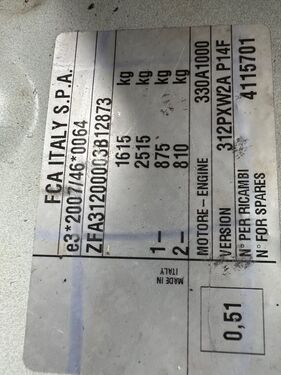 FCA ITALY S.P.A.
e3*2007/46*0064
ZFA31200003B12873
1615 kg
2515 kg
1– 875 kg
2– 810 kg
MOTORE–ENGINE 330A1000
VERSION 312PXW2A P14F
N° PER RICAMBI
N° FOR SPARES 4115701
MADE IN
ITALY
0,51